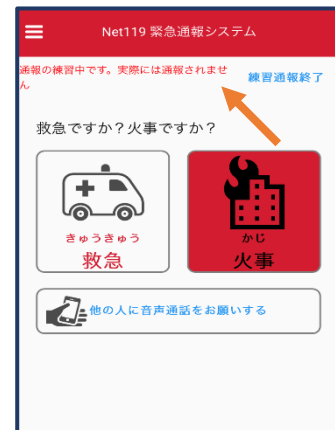 Net119 緊急通報システム
通報の練習中です。実際には通報されませ
ん
練習通報終了
救急ですか？火事ですか？
きゅうきゅう
救急
かじ
火事
他の人に音声通話をお願いする